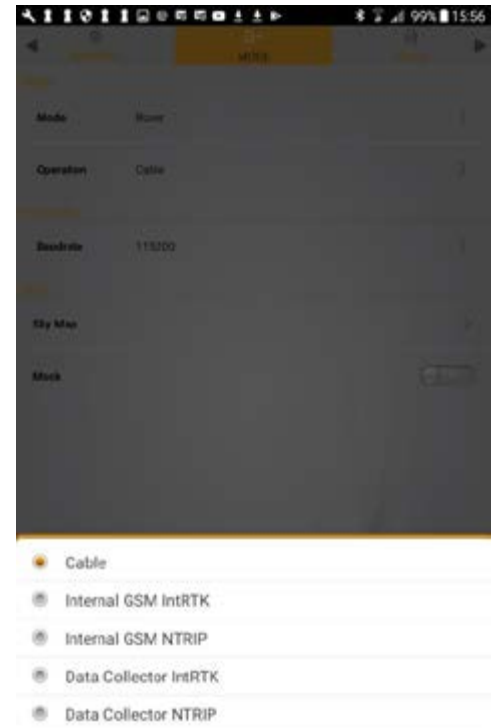 99% 15:56
MODE
Mode Rover
Operation Cable
Baudrate 115200
Sky Map
Mock
Cable
Internal GSM IntRTK
Internal GSM NTRIP
Data Collector IntRTK
Data Collector NTRIP